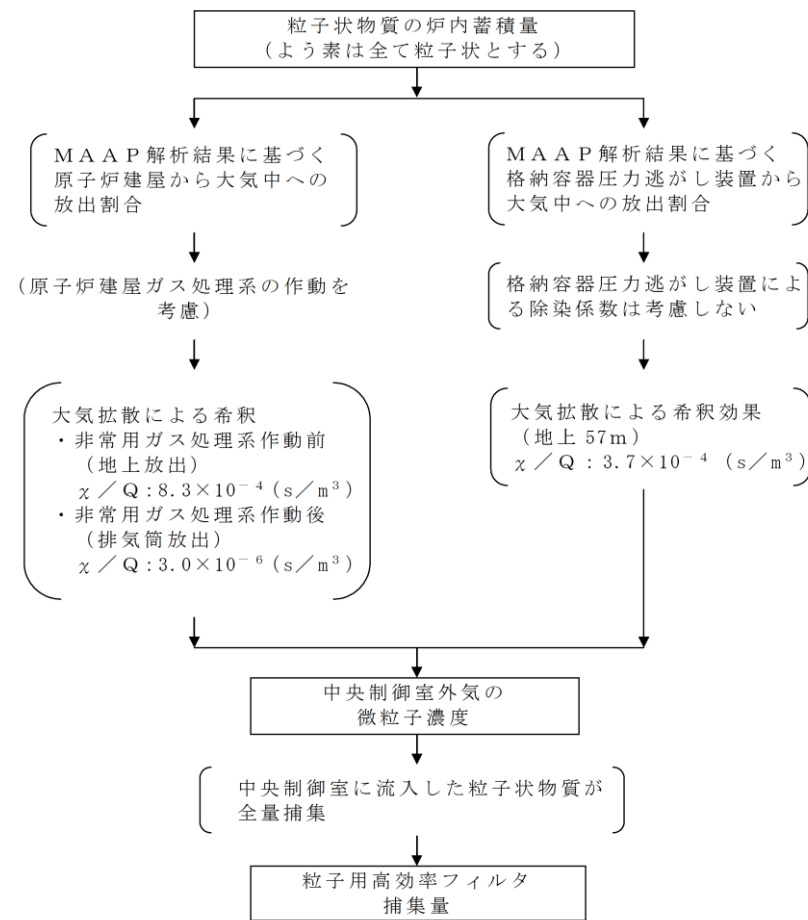 粒子状物質の炉内蓄積量
（よう素は全て粒子状とする）
ＭＡＡＰ解析結果に基づく
原子炉建屋から大気中への
放出割合
（原子炉建屋ガス処理系の作動を
考慮）
大気拡散による希釈
・非常用ガス処理系作動前
（地上放出）
χ／Ｑ：8.3×10⁻⁴（s／m³）
・非常用ガス処理系作動後
（排気筒放出）
χ／Ｑ：3.0×10⁻⁶（s／m³）
ＭＡＡＰ解析結果に基づく
格納容器圧力逃がし装置から
大気中への放出割合
格納容器圧力逃がし装置によ
る除染係数は考慮しない
大気拡散による希釈効果
（地上 57m）
χ／Ｑ：3.7×10⁻⁴（s／m³）
中央制御室外気の
微粒子濃度
中央制御室に流入した粒子状物質が
全量捕集
粒子用高効率フィルタ
捕集量